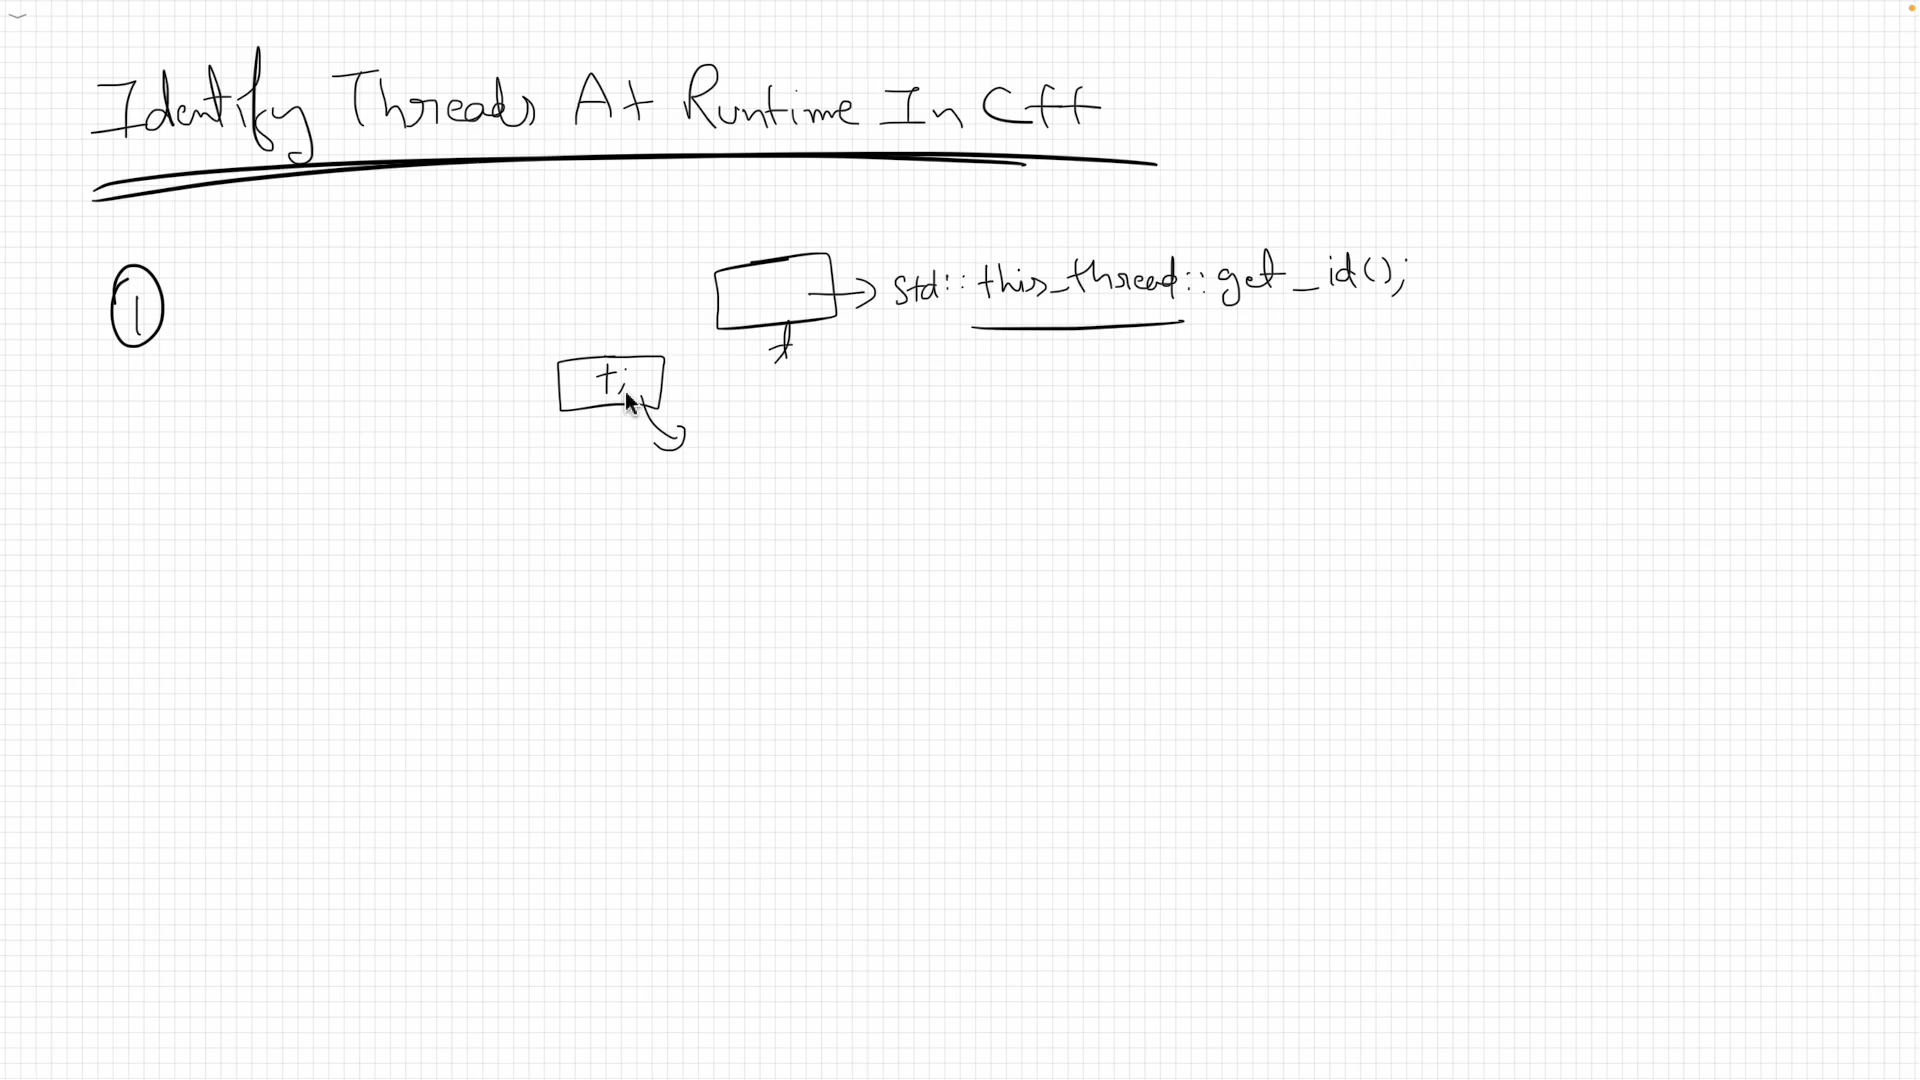 Identify Threads At Runtime In C++
1
std::this_thread::get_id();
t
t;